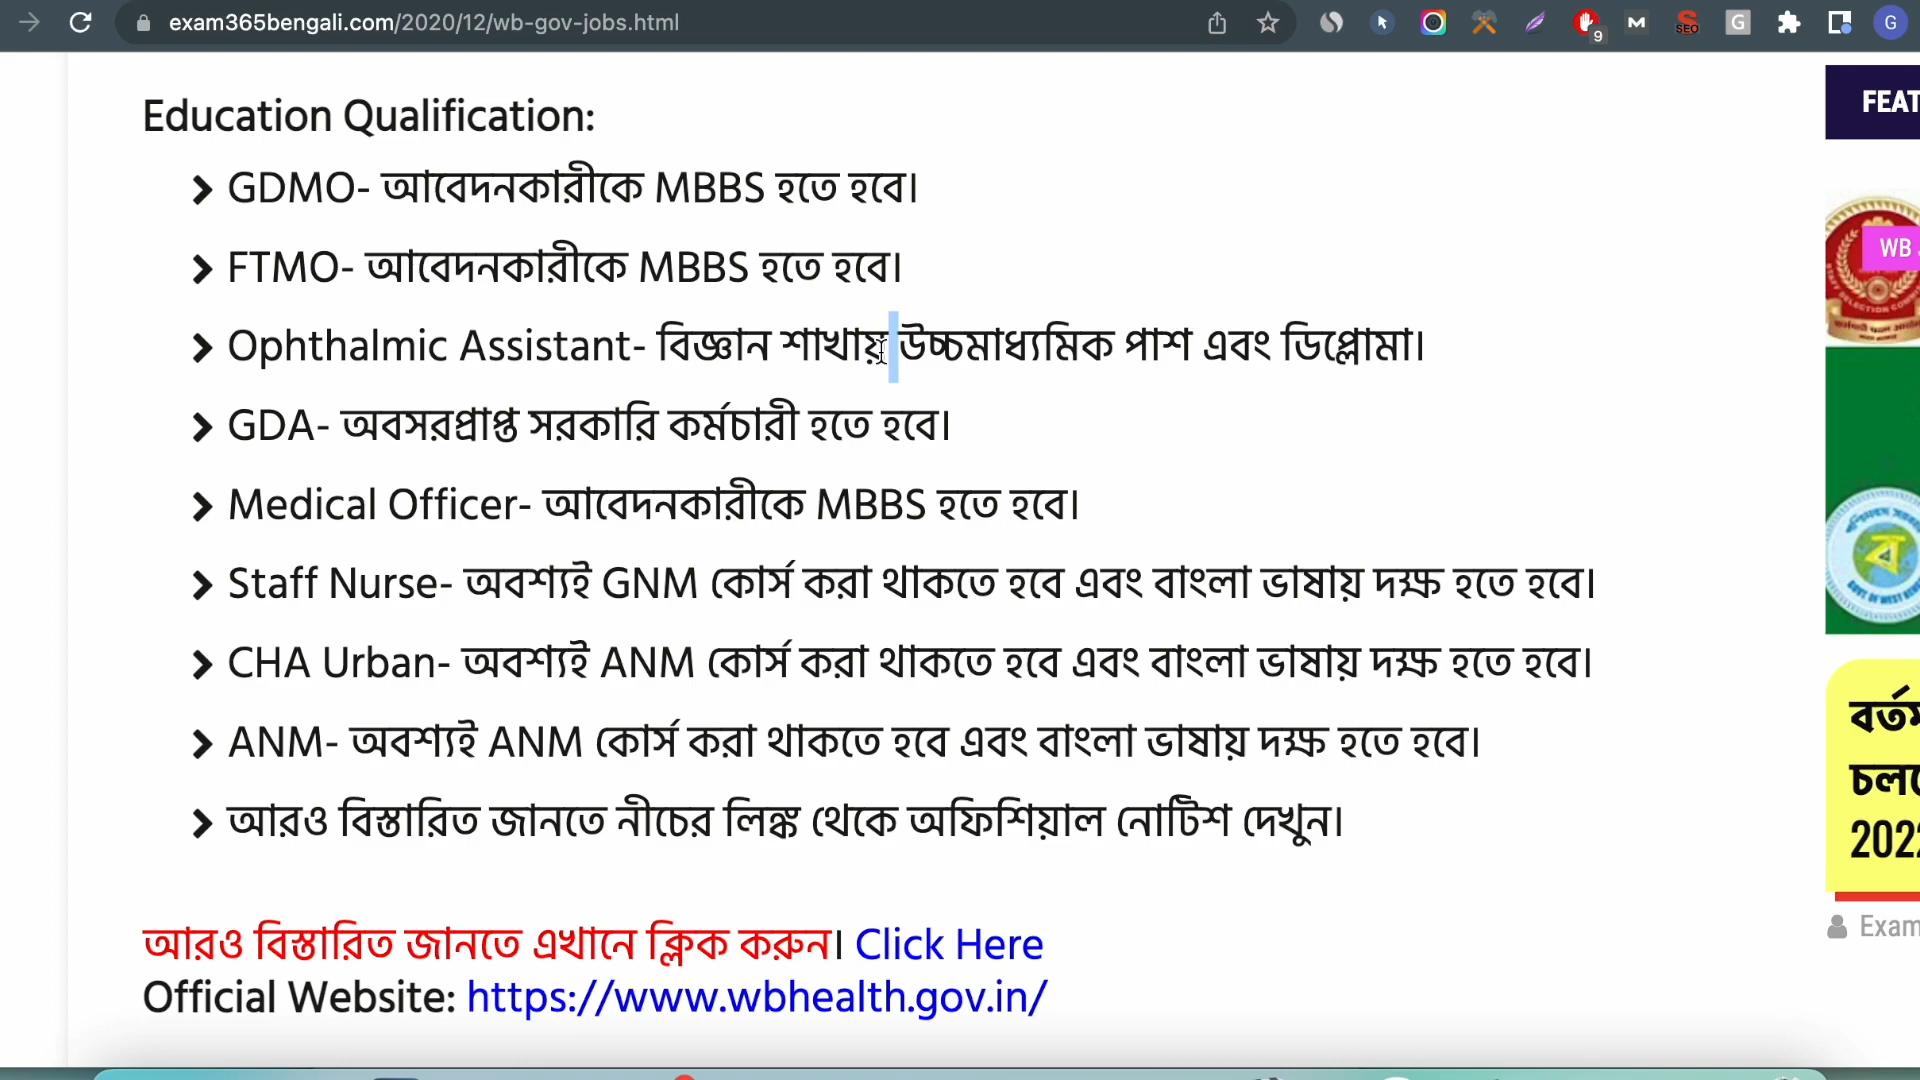 exam365bengali.com/2020/12/wb-gov-jobs.html
9
M
SEO
G
G
Education Qualification:
GDMO- আবেদনকারীকে MBBS হতে হবে।
FTMO- আবেদনকারীকে MBBS হতে হবে।
Ophthalmic Assistant- বিজ্ঞান শাখায় উচ্চমাধ্যমিক পাশ এবং ডিপ্লোমা।
GDA- অবসরপ্রাপ্ত সরকারি কর্মচারী হতে হবে।
Medical Officer- আবেদনকারীকে MBBS হতে হবে।
Staff Nurse- অবশ্যই GNM কোর্স করা থাকতে হবে এবং বাংলা ভাষায় দক্ষ হতে হবে।
CHA Urban- অবশ্যই ANM কোর্স করা থাকতে হবে এবং বাংলা ভাষায় দক্ষ হতে হবে।
ANM- অবশ্যই ANM কোর্স করা থাকতে হবে এবং বাংলা ভাষায় দক্ষ হতে হবে।
আরও বিস্তারিত জানতে নীচের লিঙ্ক থেকে অফিশিয়াল নোটিশ দেখুন।
আরও বিস্তারিত জানতে এখানে ক্লিক করুন। Click Here
Official Website: https://www.wbhealth.gov.in/
FEAT
WB
ব
2022
Exam